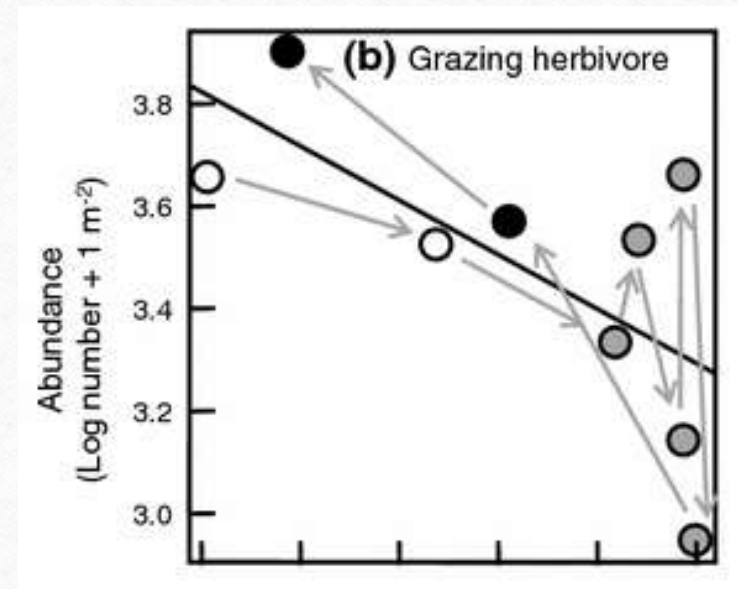 (b) Grazing herbivore
3.8
3.6
3.4
3.2
3.0
Abundance
(Log number + 1 m⁻²)